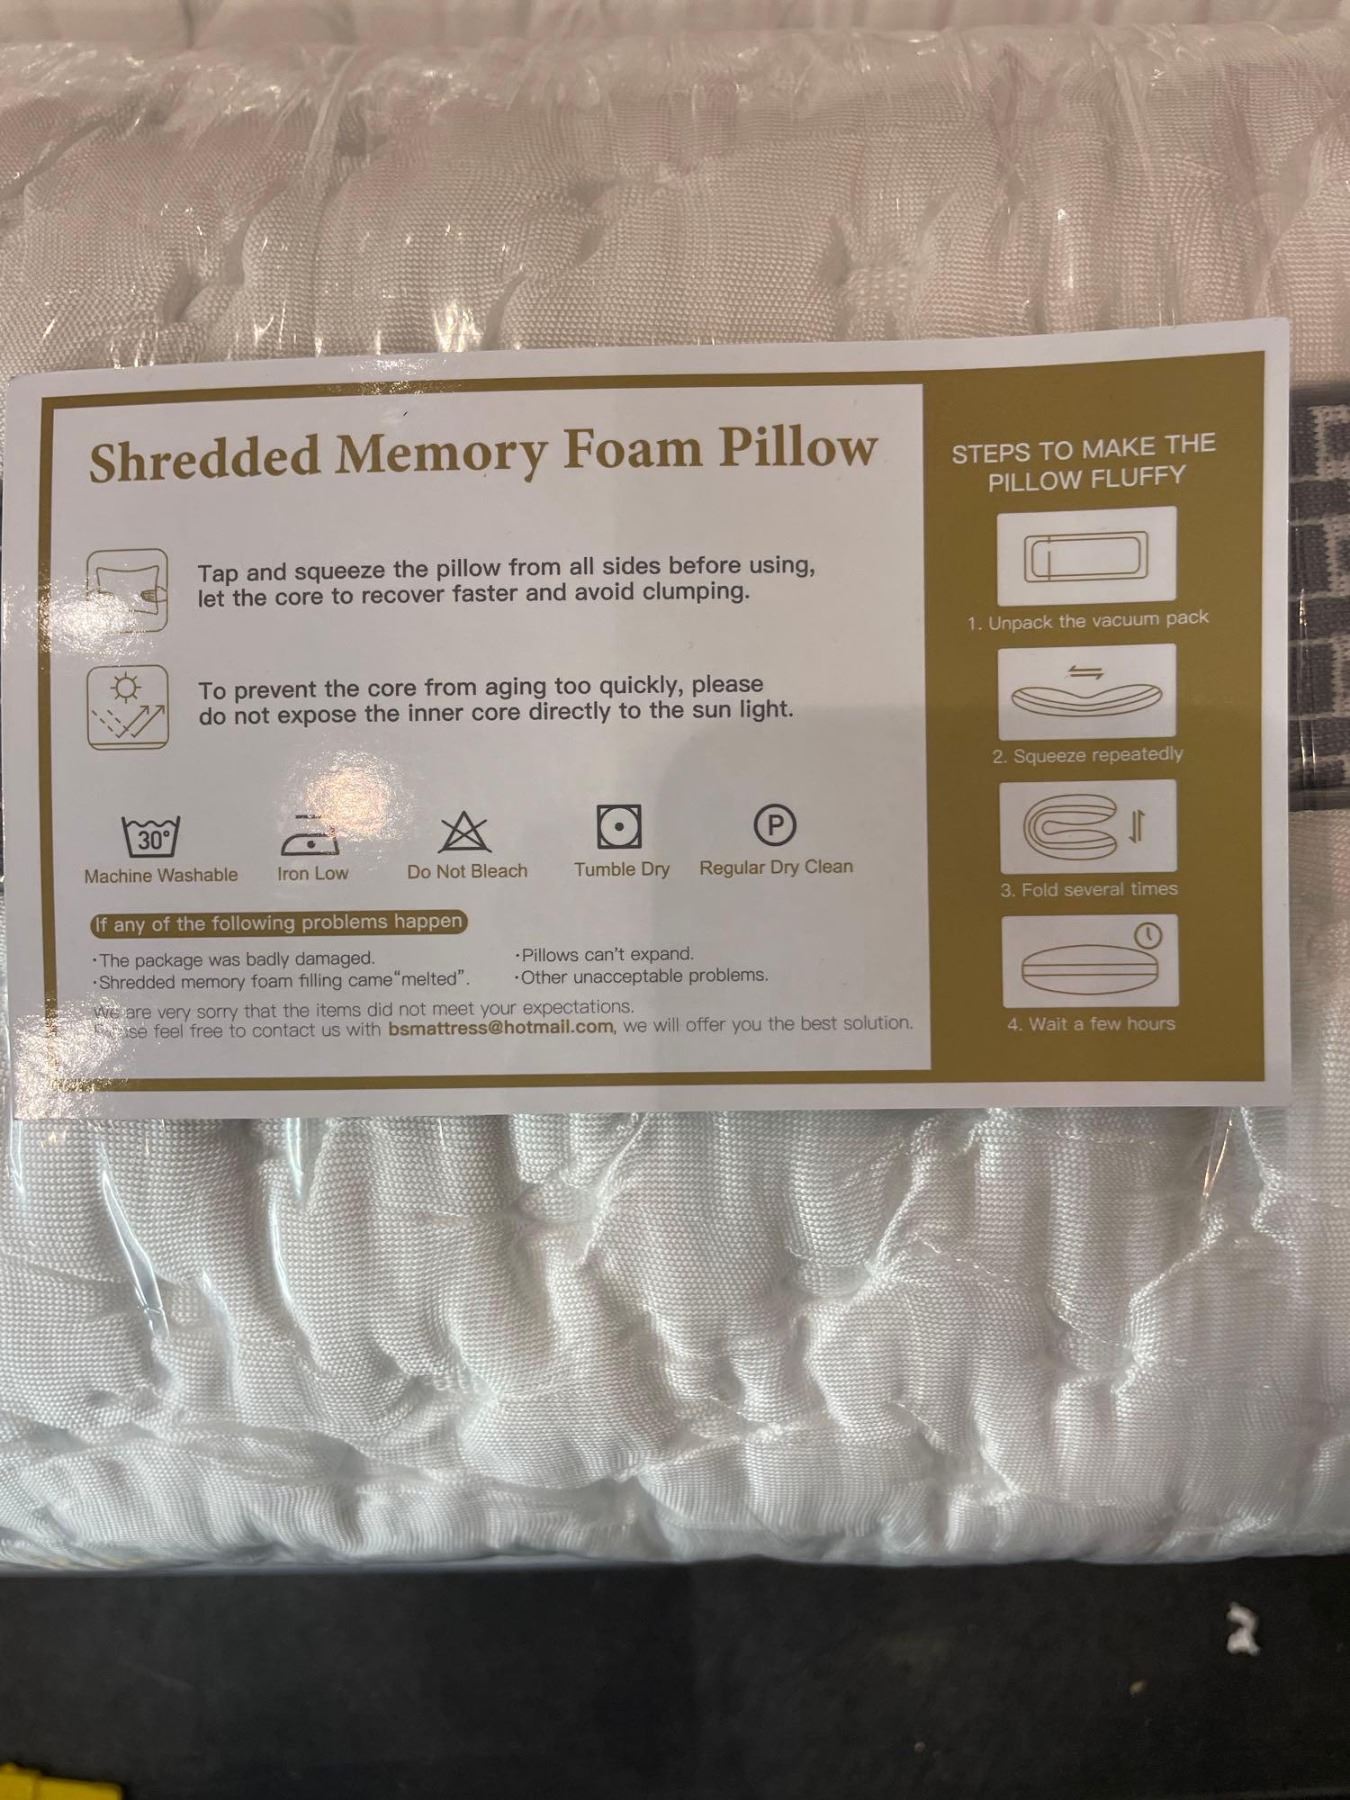 Shredded Memory Foam Pillow
Tap and squeeze the pillow from all sides before using,
let the core to recover faster and avoid clumping.
To prevent the core from aging too quickly, please
do not expose the inner core directly to the sun light.
30°
P
Machine Washable
Iron Low
Do Not Bleach
Tumble Dry
Regular Dry Clean
If any of the following problems happen
·The package was badly damaged.
·Shredded memory foam filling came“melted”.
·Pillows can't expand.
·Other unacceptable problems.
We are very sorry that the items did not meet your expectations.
feel free to contact us with bsmattress@hotmail.com, we will offer you the best solution.
STEPS TO MAKE THE
PILLOW FLUFFY
1. Unpack the vacuum pack
2. Squeeze repeatedly
3. Fold several times
4. Wait a few hours